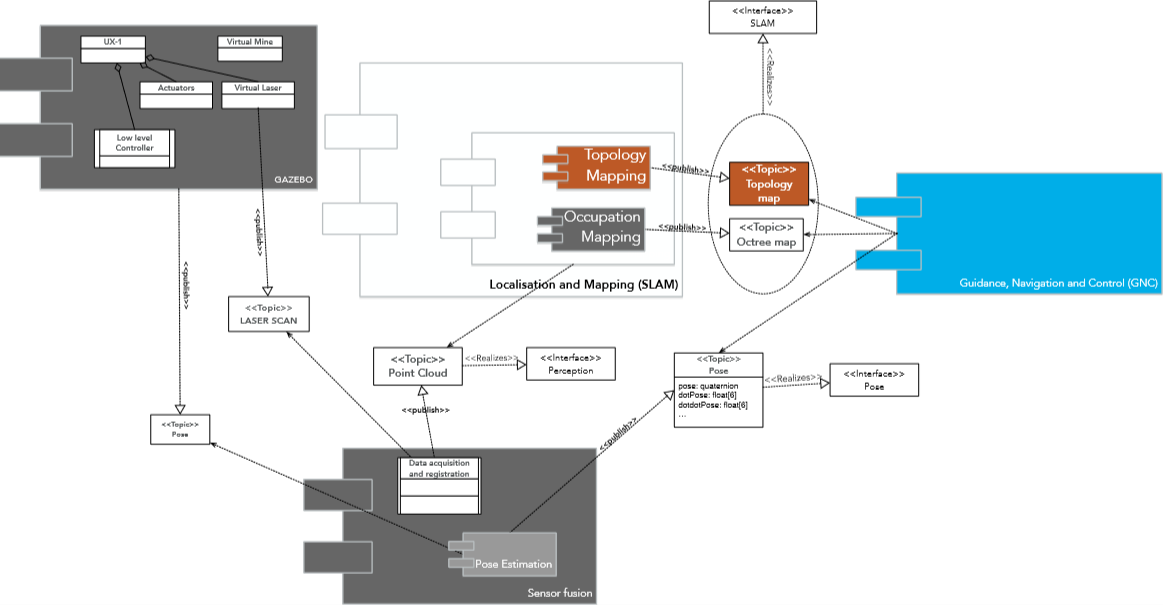 <<Interface>>
SLAM
<<Realizes>>
UX-1
Virtual Mine
Actuators
Virtual Laser
Low level
Controller
GAZEBO
Topology
Mapping
<<publish>>
<<Topic>>
Topology
map
Occupation
Mapping
<<publish>>
<<Topic>>
Octree map
Localisation and Mapping (SLAM)
Guidance, Navigation and Control (GNC)
<<publish>>
<<publish>>
<<Topic>>
LASER SCAN
<<Topic>>
Point Cloud
<<Realizes>>
<<Interface>>
Perception
<<Topic>>
Pose
pose: quaternion
dotPose: float[6]
dotdotPose: float[6]
...
<<Realizes>>
<<Interface>>
Pose
<<publish>>
<<Topic>>
Pose
<<publish>>
Data acquisition
and registration
Pose Estimation
Sensor fusion